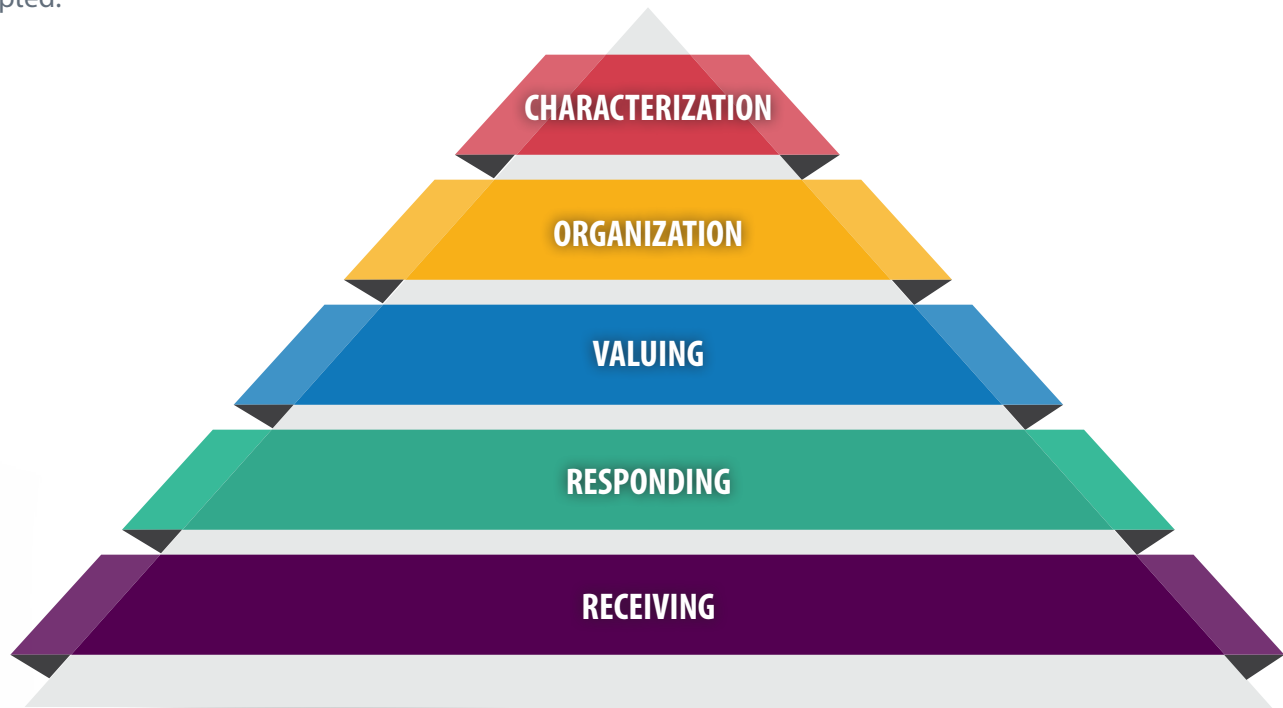 CHARACTERIZATION
ORGANIZATION
VALUING
RESPONDING
RECEIVING